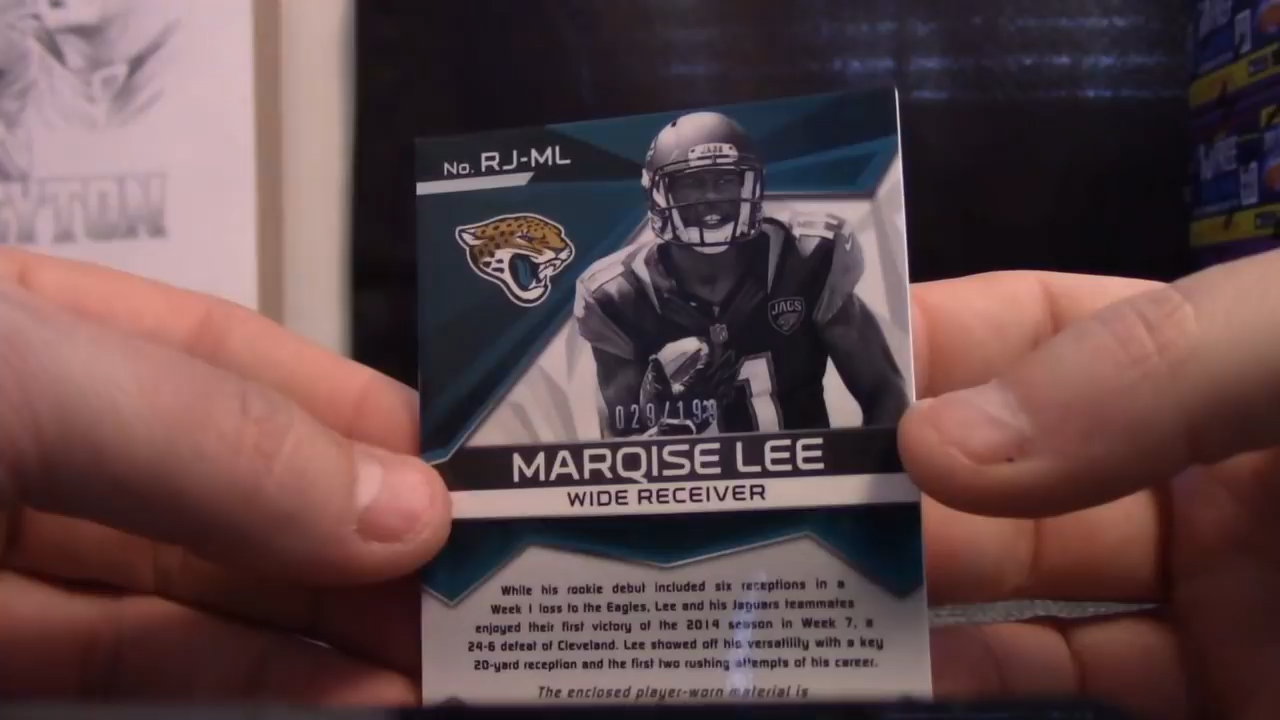 No. RJ-ML
JAGS
JAGS
1
029/199
MARQISE LEE
WIDE RECEIVER
While his rookie debut included six receptions in a
Week 1 loss to the Eagles, Lee and his Jaguars teammates
enjoyed their first victory of the 2014 season in Week 7, a
24-6 defeat of Cleveland. Lee showed off his versatility with a key
20-yard reception and the first two rushing attempts of his career.
The enclosed player-worn material is
YTON